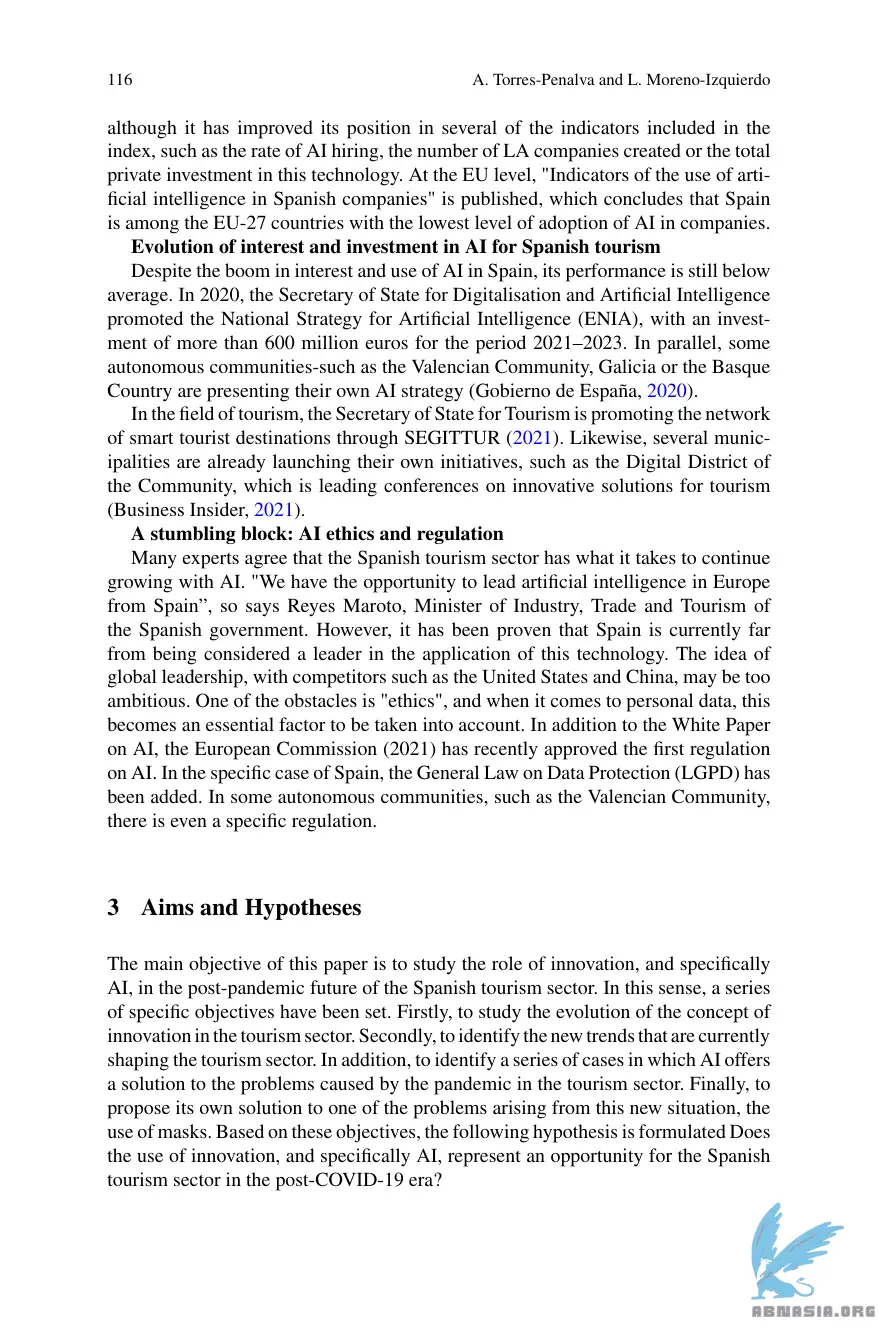 116
A. Torres-Penalva and L. Moreno-Izquierdo
although it has improved its position in several of the indicators included in the
index, such as the rate of AI hiring, the number of LA companies created or the total
private investment in this technology. At the EU level, "Indicators of the use of arti-
ficial intelligence in Spanish companies" is published, which concludes that Spain
is among the EU-27 countries with the lowest level of adoption of AI in companies.
Evolution of interest and investment in AI for Spanish tourism
Despite the boom in interest and use of AI in Spain, its performance is still below
average. In 2020, the Secretary of State for Digitalisation and Artificial Intelligence
promoted the National Strategy for Artificial Intelligence (ENIA), with an invest-
ment of more than 600 million euros for the period 2021–2023. In parallel, some
autonomous communities-such as the Valencian Community, Galicia or the Basque
Country are presenting their own AI strategy (Gobierno de España, 2020).
In the field of tourism, the Secretary of State for Tourism is promoting the network
of smart tourist destinations through SEGITTUR (2021). Likewise, several munic-
ipalities are already launching their own initiatives, such as the Digital District of
the Community, which is leading conferences on innovative solutions for tourism
(Business Insider, 2021).
A stumbling block: AI ethics and regulation
Many experts agree that the Spanish tourism sector has what it takes to continue
growing with AI. "We have the opportunity to lead artificial intelligence in Europe
from Spain”, so says Reyes Maroto, Minister of Industry, Trade and Tourism of
the Spanish government. However, it has been proven that Spain is currently far
from being considered a leader in the application of this technology. The idea of
global leadership, with competitors such as the United States and China, may be too
ambitious. One of the obstacles is "ethics", and when it comes to personal data, this
becomes an essential factor to be taken into account. In addition to the White Paper
on AI, the European Commission (2021) has recently approved the first regulation
on AI. In the specific case of Spain, the General Law on Data Protection (LGPD) has
been added. In some autonomous communities, such as the Valencian Community,
there is even a specific regulation.
3 Aims and Hypotheses
The main objective of this paper is to study the role of innovation, and specifically
AI, in the post-pandemic future of the Spanish tourism sector. In this sense, a series
of specific objectives have been set. Firstly, to study the evolution of the concept of
innovation in the tourism sector. Secondly, to identify the new trends that are currently
shaping the tourism sector. In addition, to identify a series of cases in which AI offers
a solution to the problems caused by the pandemic in the tourism sector. Finally, to
propose its own solution to one of the problems arising from this new situation, the
use of masks. Based on these objectives, the following hypothesis is formulated Does
the use of innovation, and specifically AI, represent an opportunity for the Spanish
tourism sector in the post-COVID-19 era?
ABNASIA.ORG